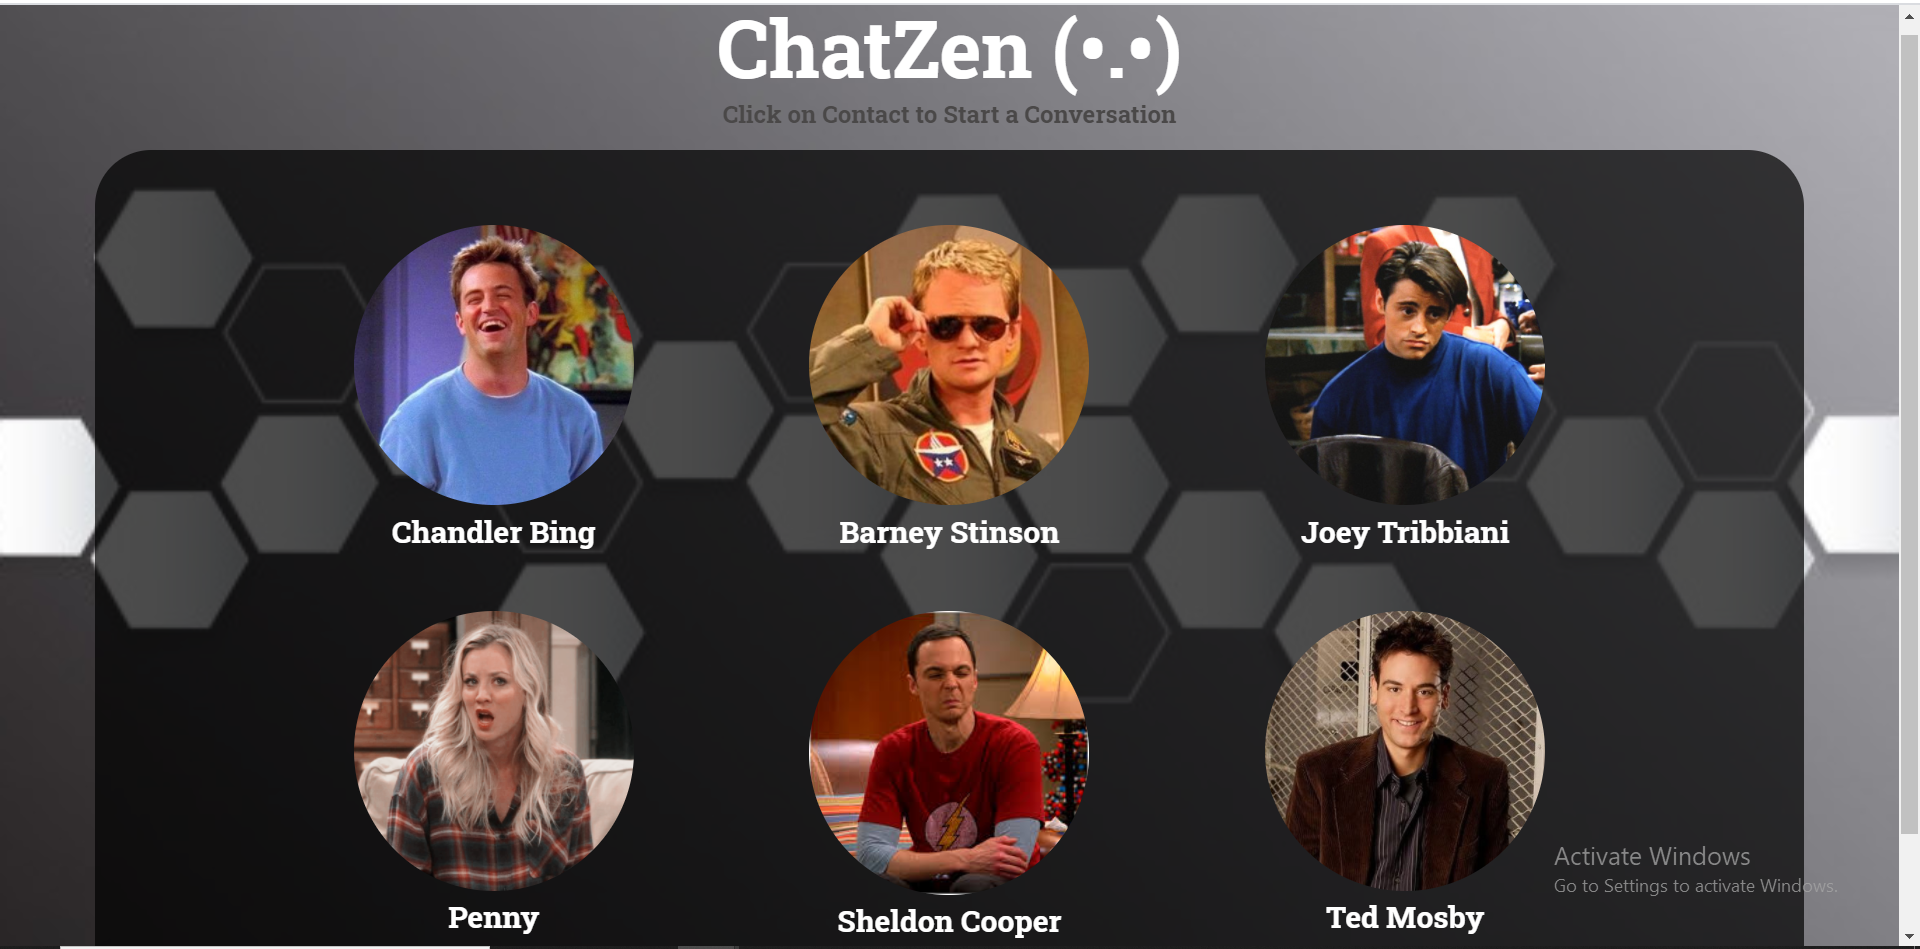 ChatZen (•.•)
Click on Contact to Start a Conversation
Chandler Bing
Barney Stinson
Joey Tribbiani
Penny
Sheldon Cooper
Ted Mosby
Activate Windows
Go to Settings to activate Windows.